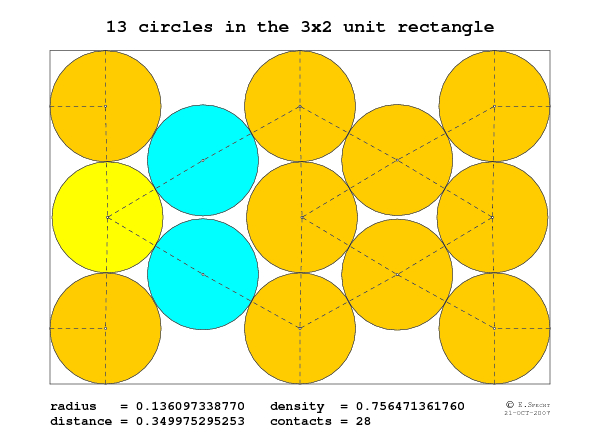 13 circles in the 3x2 unit rectangle
radius = 0.136097338770 density = 0.756471361760 © E.Specht
distance = 0.349975295253 contacts = 28 21-OCT-2007